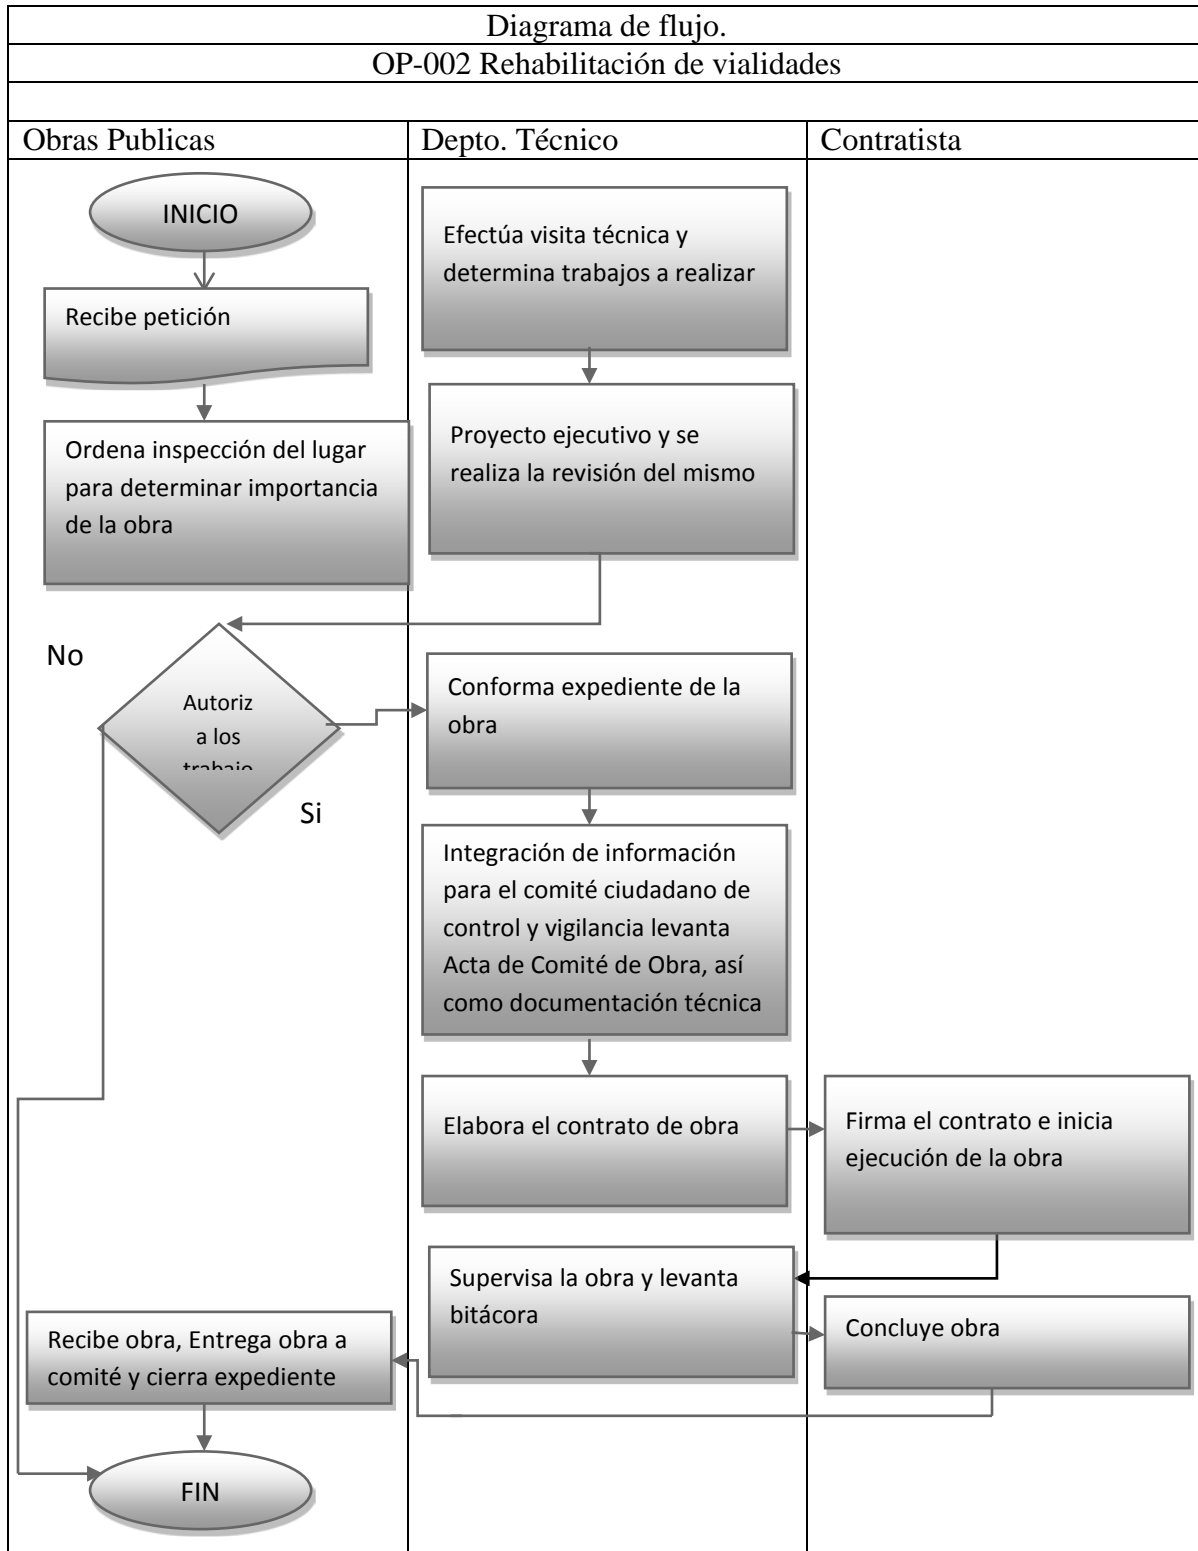 Diagrama de flujo.
OP-002 Rehabilitación de vialidades
Obras Publicas
Depto. Técnico
Contratista
INICIO
Recibe petición
Ordena inspección del lugar
para determinar importancia
de la obra
Efectúa visita técnica y
determina trabajos a realizar
Proyecto ejecutivo y se
realiza la revisión del mismo
No
Autoriz
a los
trabajo
Si
Conforma expediente de la
obra
Integración de información
para el comité ciudadano de
control y vigilancia levanta
Acta de Comité de Obra, así
como documentación técnica
Elabora el contrato de obra
Firma el contrato e inicia
ejecución de la obra
Supervisa la obra y levanta
bitácora
Concluye obra
Recibe obra, Entrega obra a
comité y cierra expediente
FIN